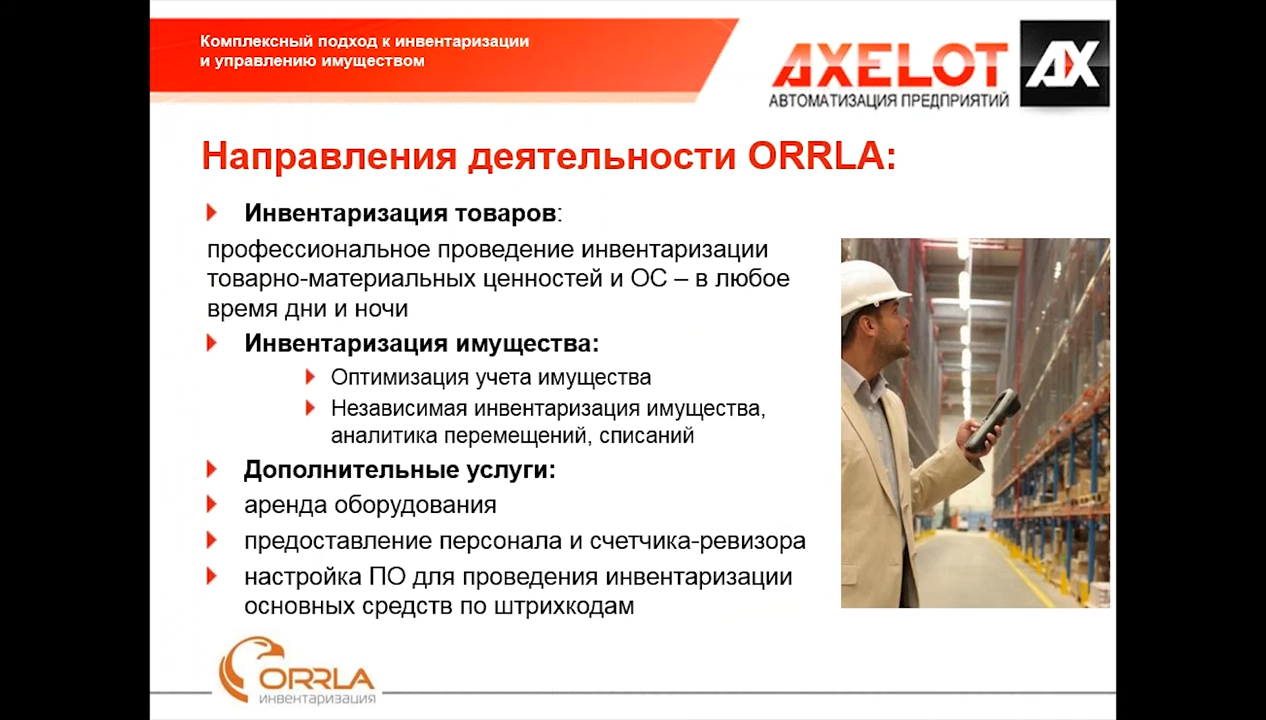 Комплексный подход к инвентаризации
и управлению имуществом
AXELOT
АВТОМАТИЗАЦИЯ ПРЕДПРИЯТИЙ
AX
Направления деятельности ORRLA:
Инвентаризация товаров:
профессиональное проведение инвентаризации
товарно-материальных ценностей и ОС – в любое
время дни и ночи
Инвентаризация имущества:
Оптимизация учета имущества
Независимая инвентаризация имущества,
аналитика перемещений, списаний
Дополнительные услуги:
аренда оборудования
предоставление персонала и счетчика-ревизора
настройка ПО для проведения инвентаризации
основных средств по штрихкодам
ORRLA
инвентаризация